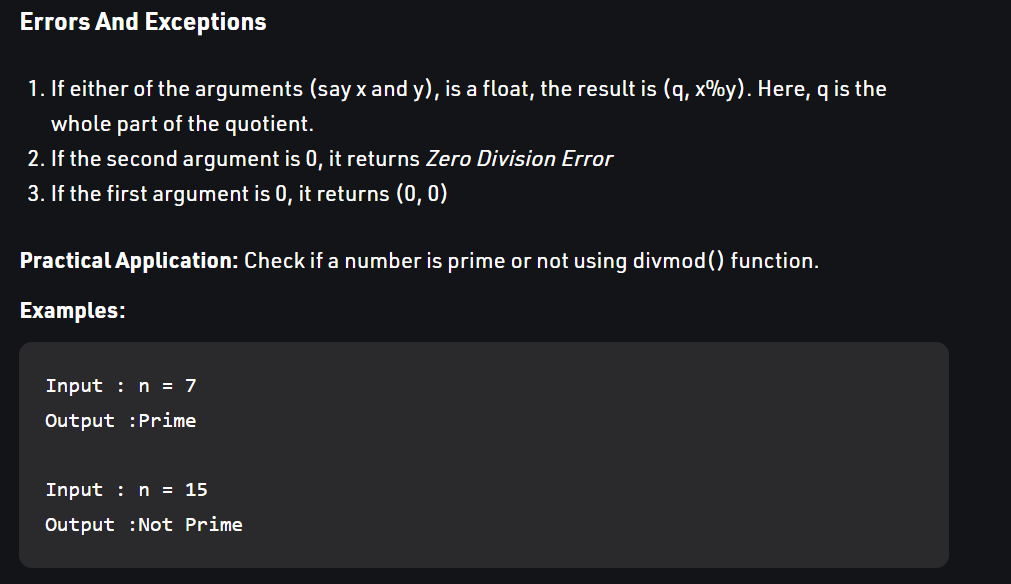 Errors And Exceptions
1. If either of the arguments (say x and y), is a float, the result is (q, x%y). Here, q is the
whole part of the quotient.
2. If the second argument is 0, it returns Zero Division Error
3. If the first argument is 0, it returns (0, 0)
Practical Application: Check if a number is prime or not using divmod() function.
Examples:
Input : n = 7
Output :Prime
Input : n = 15
Output :Not Prime